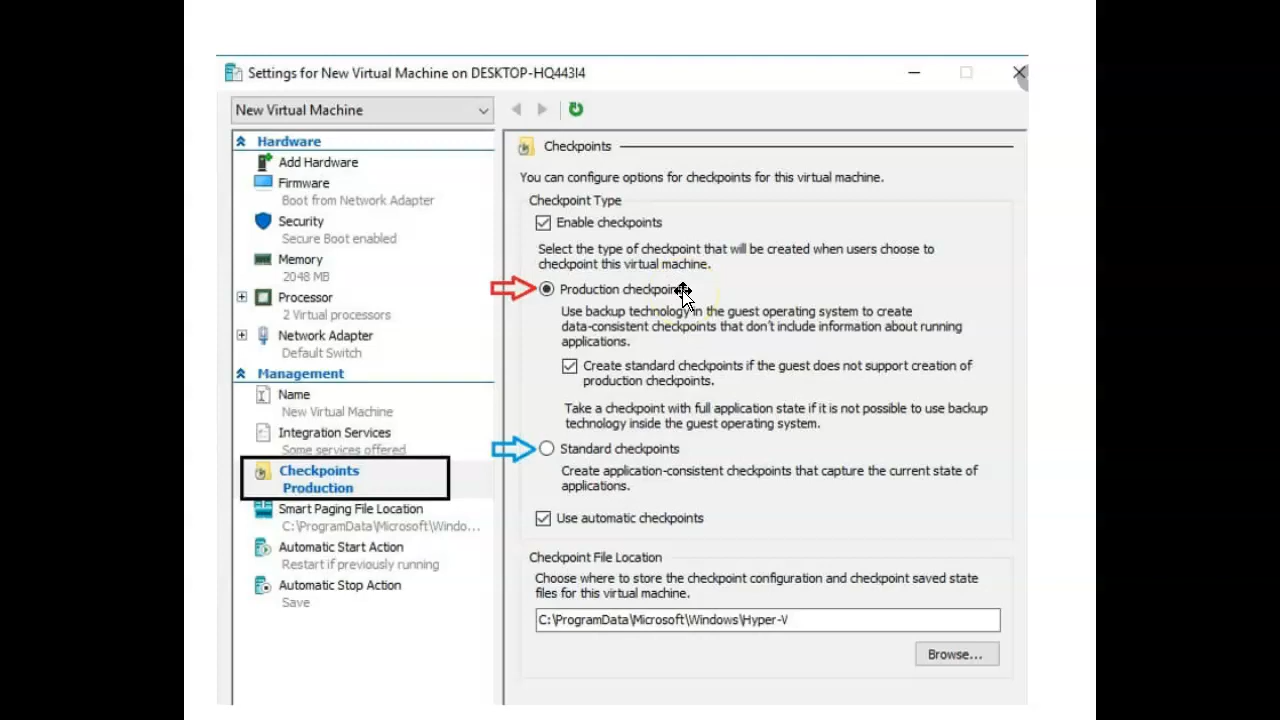 Settings for New Virtual Machine on DESKTOP-HQ443I4
New Virtual Machine
Hardware
Add Hardware
Firmware
Boot from Network Adapter
Security
Secure Boot enabled
Memory
2048 MB
Processor
2 Virtual processors
Network Adapter
Default Switch
Management
Name
New Virtual Machine
Integration Services
Some services offered
Checkpoints
Production
Smart Paging File Location
C:\ProgramData\Microsoft\Windo...
Automatic Start Action
Restart if previously running
Automatic Stop Action
Save
Checkpoints
You can configure options for checkpoints for this virtual machine.
Checkpoint Type
Enable checkpoints
Select the type of checkpoint that will be created when users choose to
checkpoint this virtual machine.
Production checkpoints
Use backup technology in the guest operating system to create
data-consistent checkpoints that don't include information about running
applications.
Create standard checkpoints if the guest does not support creation of
production checkpoints.
Take a checkpoint with full application state if it is not possible to use backup
technology inside the guest operating system.
Standard checkpoints
Create application-consistent checkpoints that capture the current state of
applications.
Use automatic checkpoints
Checkpoint File Location
Choose where to store the checkpoint configuration and checkpoint saved state
files for this virtual machine.
C:\ProgramData\Microsoft\Windows\Hyper-V
Browse...